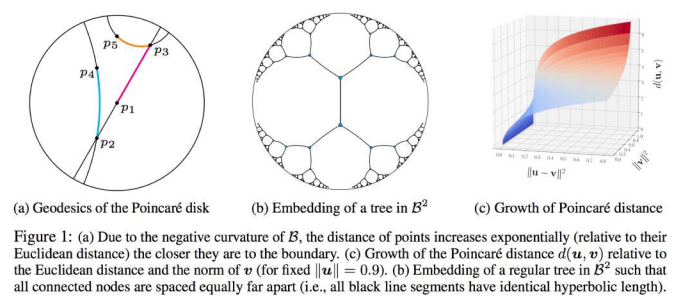 p5
p3
p4
p1
p2
d(u, v)
‖v‖²
‖u − v‖²
(a) Geodesics of the Poincaré disk
(b) Embedding of a tree in B²
(c) Growth of Poincaré distance
Figure 1: (a) Due to the negative curvature of B, the distance of points increases exponentially (relative to their
Euclidean distance) the closer they are to the boundary. (c) Growth of the Poincaré distance d(u, v) relative to
the Euclidean distance and the norm of v (for fixed ‖u‖ = 0.9). (b) Embedding of a regular tree in B² such that
all connected nodes are spaced equally far apart (i.e., all black line segments have identical hyperbolic length).